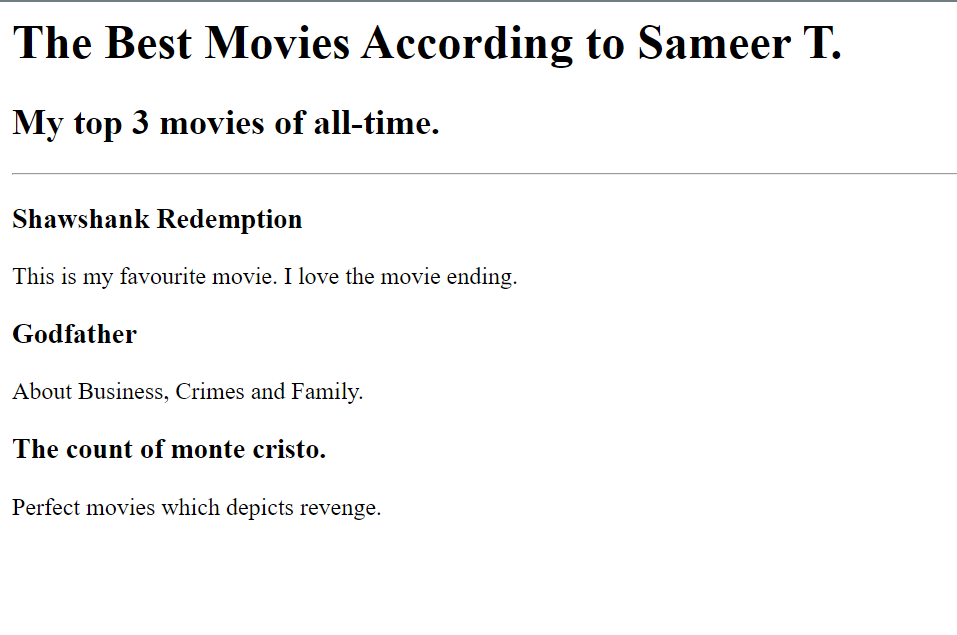 The Best Movies According to Sameer T.
My top 3 movies of all-time.
Shawshank Redemption
This is my favourite movie. I love the movie ending.
Godfather
About Business, Crimes and Family.
The count of monte cristo.
Perfect movies which depicts revenge.